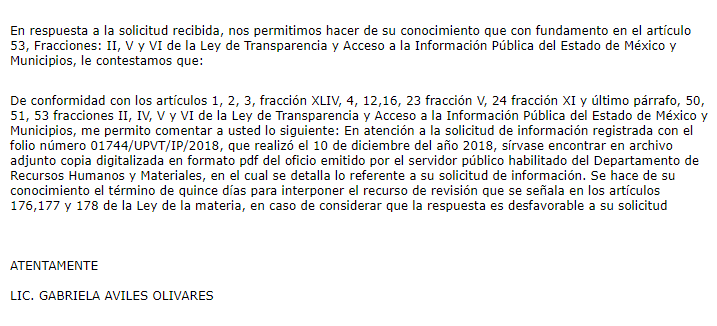 En respuesta a la solicitud recibida, nos permitimos hacer de su conocimiento que con fundamento en el artículo
53, Fracciones: II, V y VI de la Ley de Transparencia y Acceso a la Información Pública del Estado de México y
Municipios, le contestamos que:
De conformidad con los artículos 1, 2, 3, fracción XLIV, 4, 12,16, 23 fracción V, 24 fracción XI y último párrafo, 50,
51, 53 fracciones II, IV, V y VI de la Ley de Transparencia y Acceso a la Información Pública del Estado de México y
Municipios, me permito comentar a usted lo siguiente: En atención a la solicitud de información registrada con el
folio número 01744/UPVT/IP/2018, que realizó el 10 de diciembre del año 2018, sírvase encontrar en archivo
adjunto copia digitalizada en formato pdf del oficio emitido por el servidor público habilitado del Departamento de
Recursos Humanos y Materiales, en el cual se detalla lo referente a su solicitud de información. Se hace de su
conocimiento el término de quince días para interponer el recurso de revisión que se señala en los artículos
176,177 y 178 de la Ley de la materia, en caso de considerar que la respuesta es desfavorable a su solicitud
ATENTAMENTE
LIC. GABRIELA AVILES OLIVARES